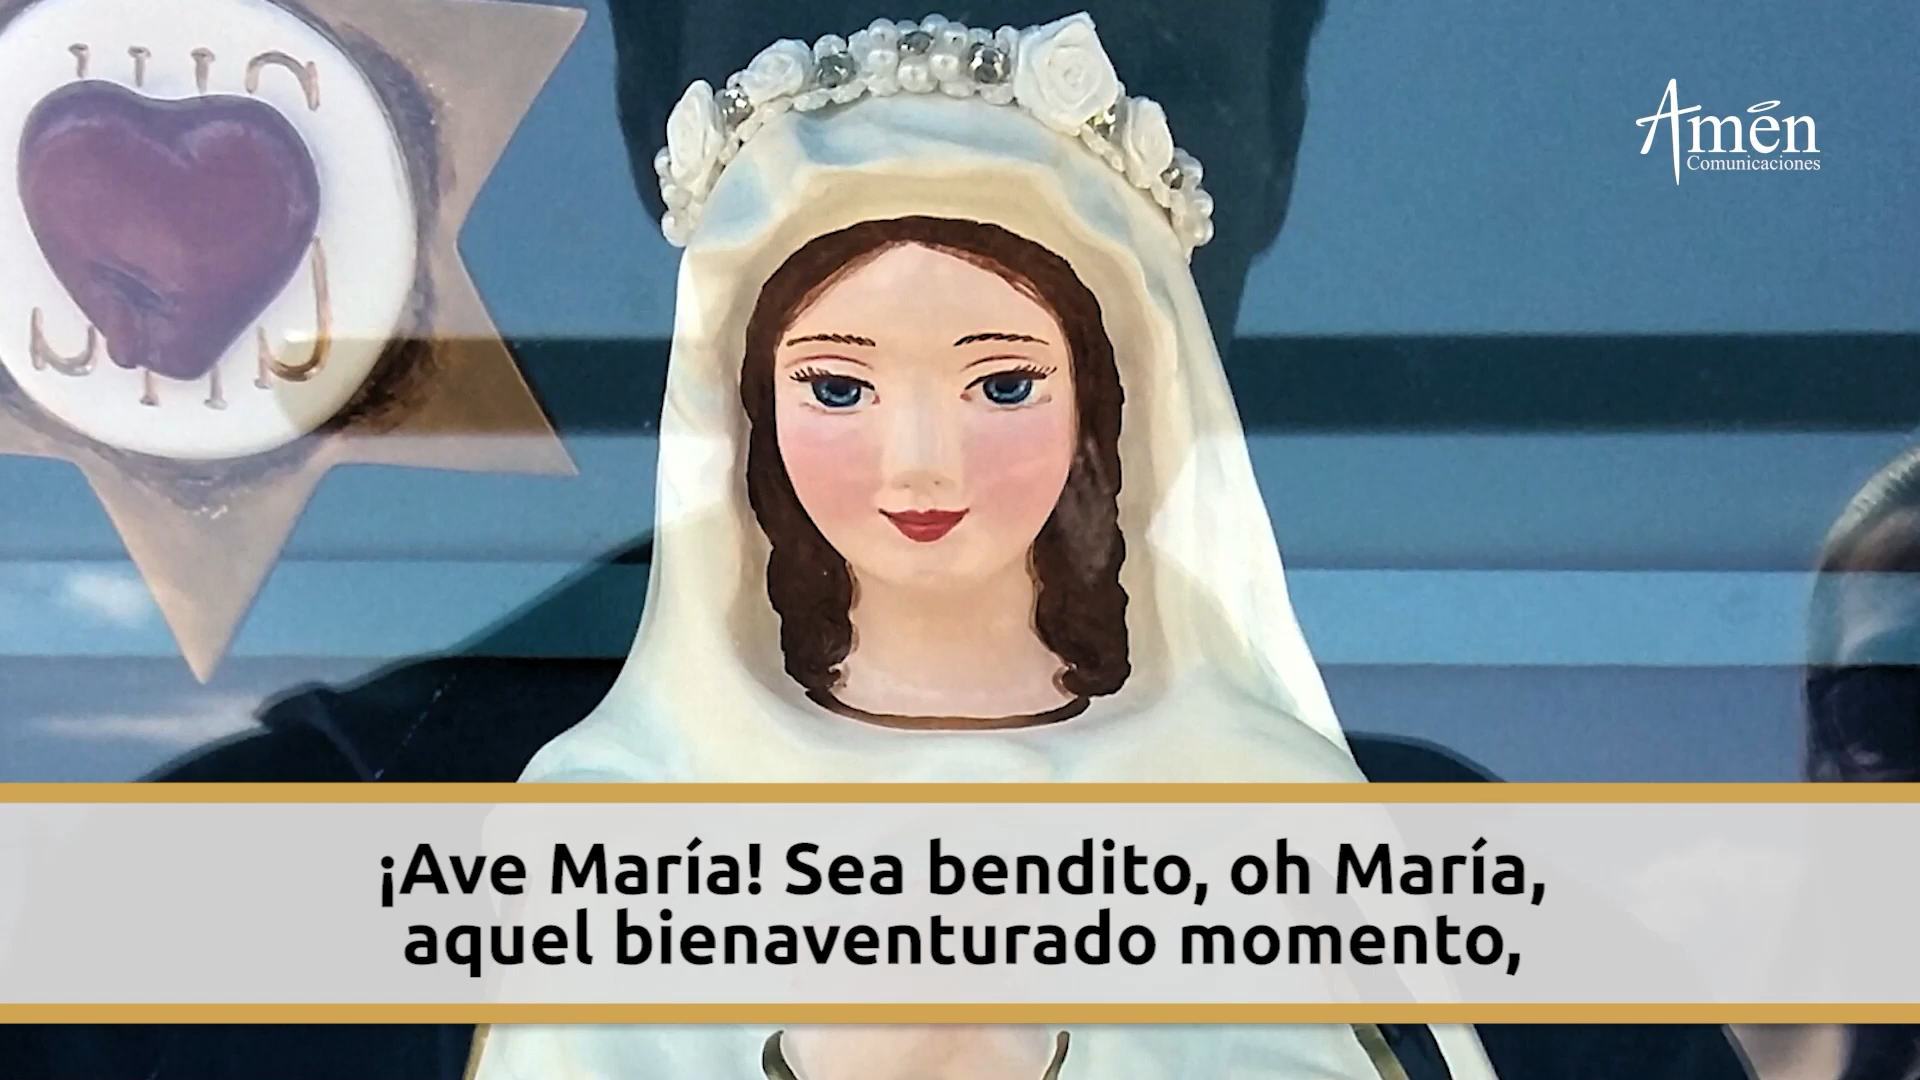 Amén
Comunicaciones
¡Ave María! Sea bendito, oh María,
aquel bienaventurado momento,